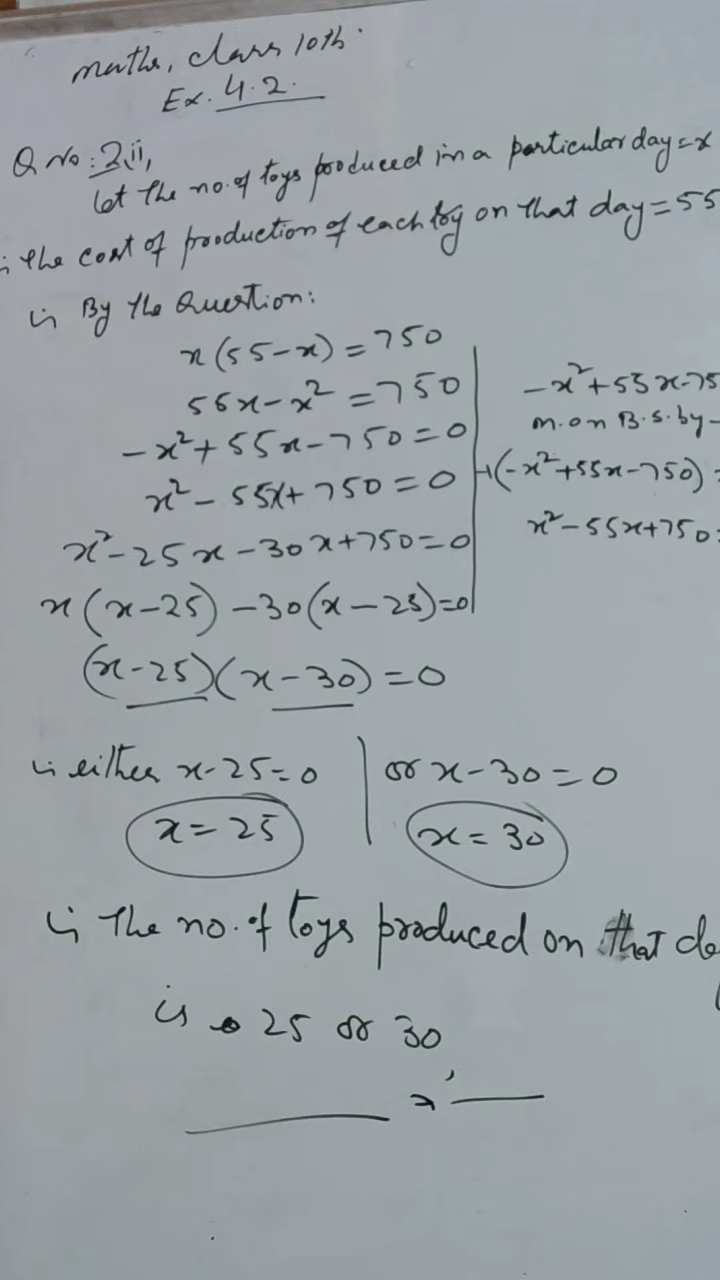 maths, class 10th.
Ex. 4.2.
Q No: 2,ii,
let the no. of toys produced in a particular day = x
∴ the cost of production of each toy on that day = 55
∴ By the Question:
x(55-x) = 750
55x - x² = 750
-x² + 55x - 750 = 0
x² - 55x + 750 = 0
x² - 25x - 30x + 750 = 0
x(x-25) - 30(x-25) = 0
(x-25)(x-30) = 0
-x² + 55x - 75
m. on B.S. by -
-1(-x² + 55x - 750) =
x² - 55x + 750 =
∴ either x-25=0 | or x-30=0
x = 25 | x = 30
∴ The no. of toys produced on that da
is 25 or 30